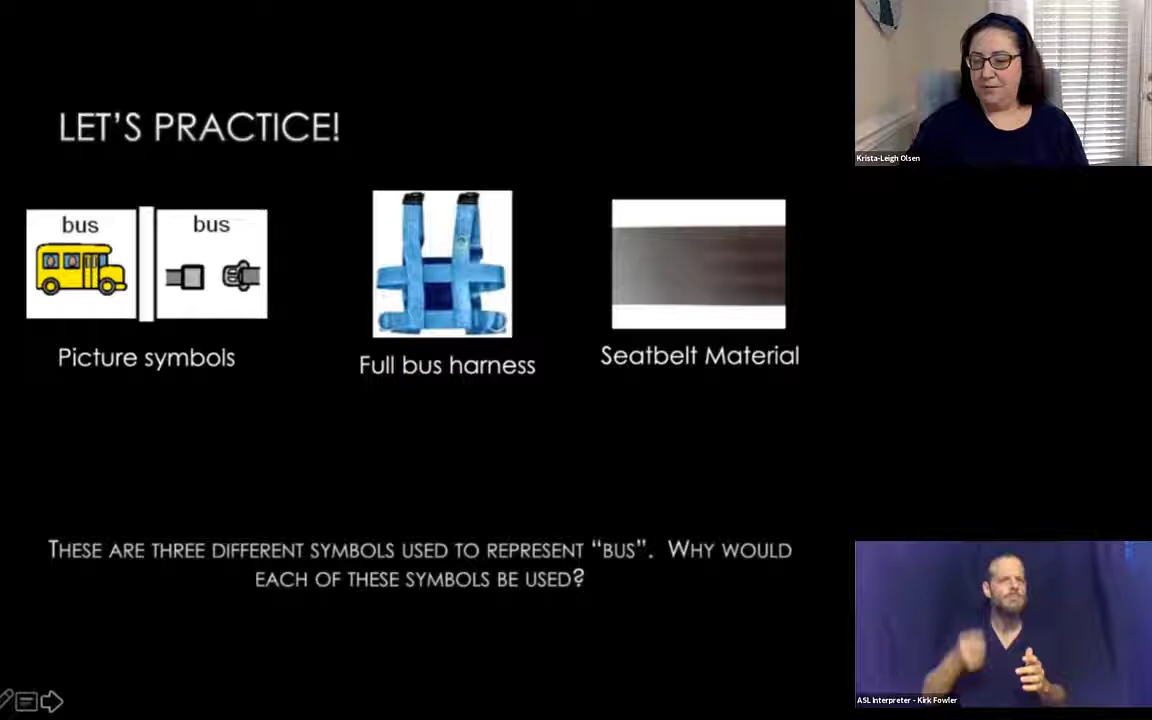 LET'S PRACTICE!
bus
bus
Picture symbols
Full bus harness
Seatbelt Material
THESE ARE THREE DIFFERENT SYMBOLS USED TO REPRESENT “BUS”. WHY WOULD
EACH OF THESE SYMBOLS BE USED?
Krista-Leigh Olsen
ASL Interpreter - Kirk Fowler